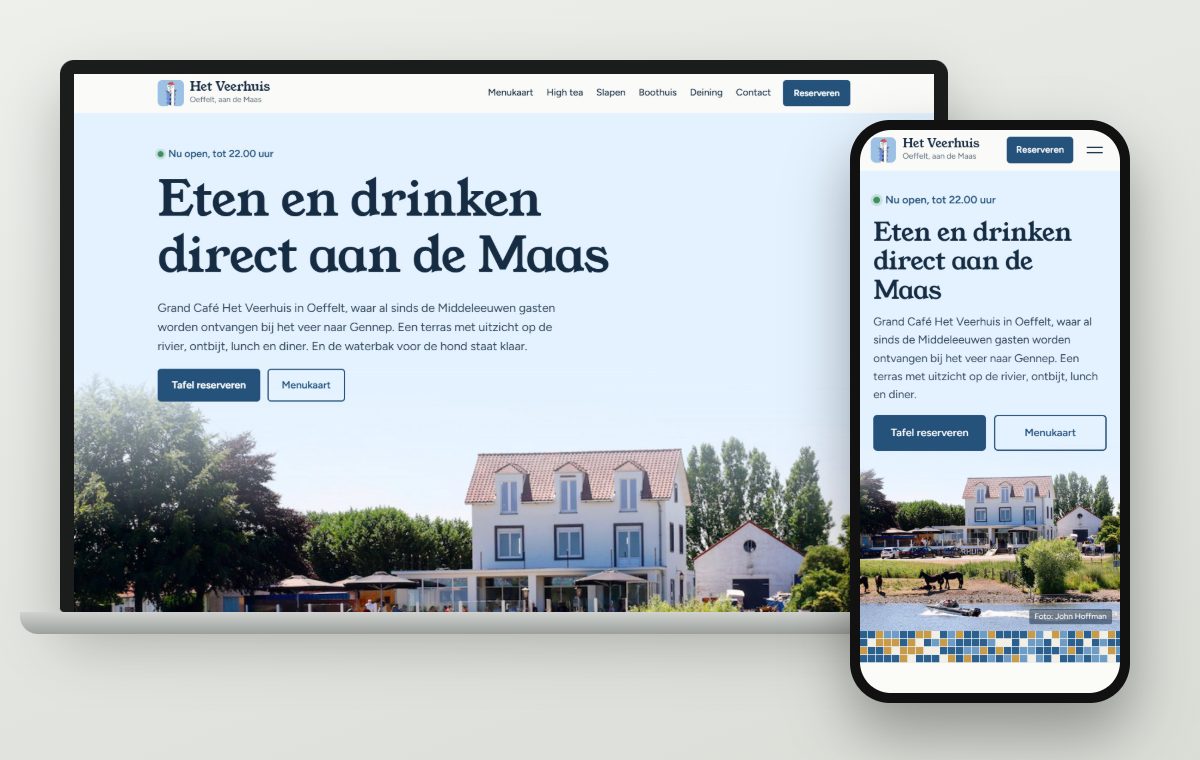 Het Veerhuis
Oeffelt, aan de Maas
Menukaart
High tea
Slapen
Boothuis
Deining
Contact
Reserveren
Nu open, tot 22.00 uur
Eten en drinken
direct aan de Maas
Grand Café Het Veerhuis in Oeffelt, waar al sinds de Middeleeuwen gasten
worden ontvangen bij het veer naar Gennep. Een terras met uitzicht op de
rivier, ontbijt, lunch en diner. En de waterbak voor de hond staat klaar.
Tafel reserveren
Menukaart
Het Veerhuis
Oeffelt, aan de Maas
Reserveren
Nu open, tot 22.00 uur
Eten en drinken
direct aan de
Maas
Grand Café Het Veerhuis in Oeffelt, waar al
sinds de Middeleeuwen gasten worden
ontvangen bij het veer naar Gennep. Een
terras met uitzicht op de rivier, ontbijt, lunch
en diner.
Tafel reserveren
Menukaart
Foto: John Hoffman